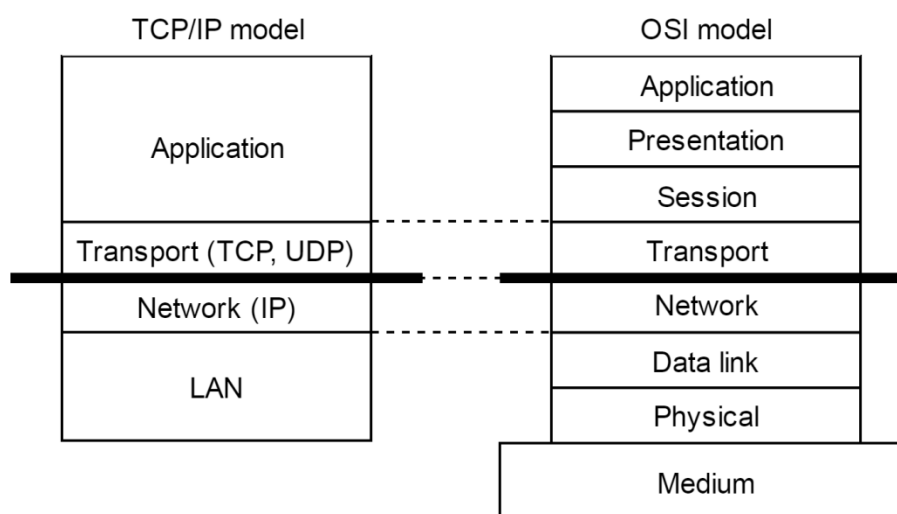 TCP/IP model
Application
Transport (TCP, UDP)
Network (IP)
LAN
OSI model
Application
Presentation
Session
Transport
Network
Data link
Physical
Medium